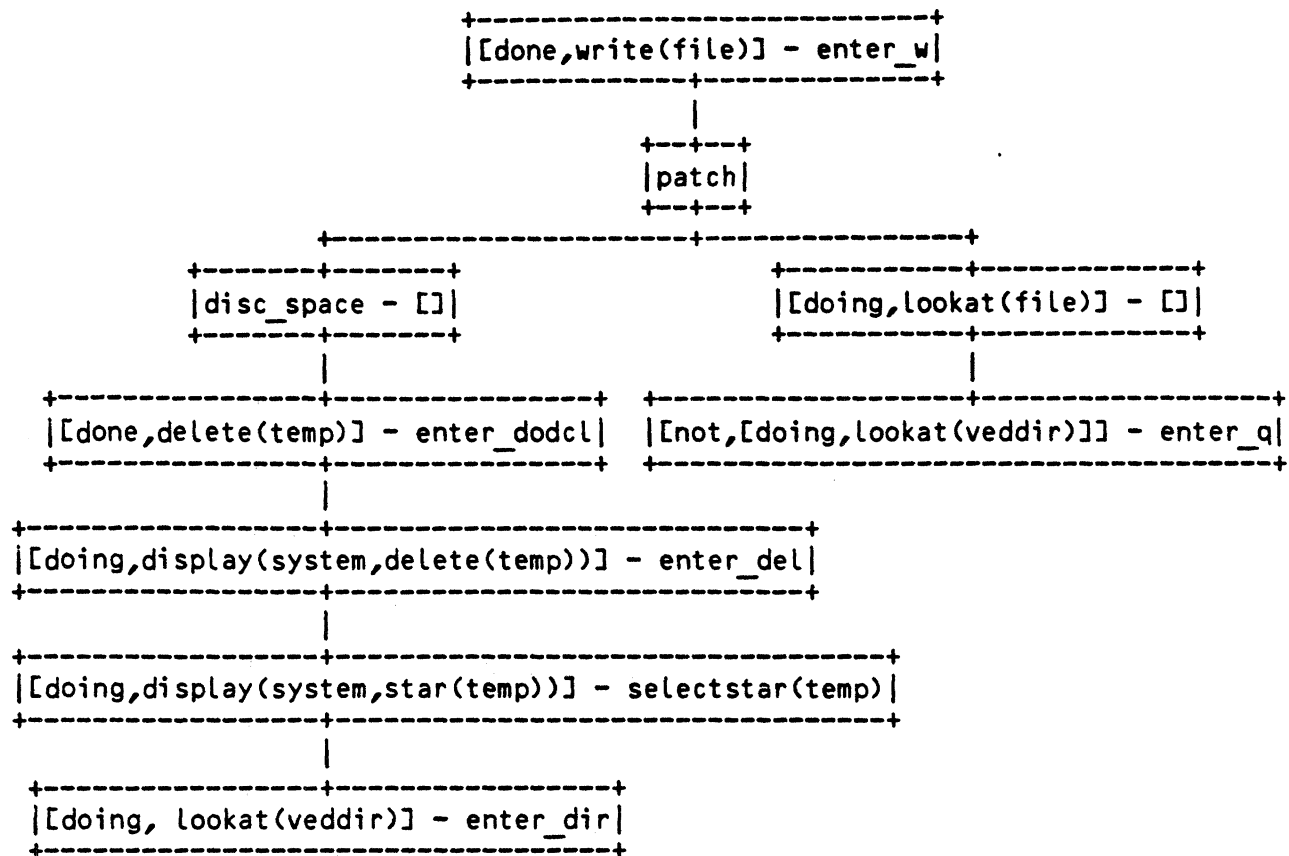 [done,write(file)] - enter_w
patch
disc_space - []
[doing,lookat(file)] - []
[done,delete(temp)] - enter_dodcl
[not,[doing,lookat(veddir)]] - enter_q
[doing,display(system,delete(temp))] - enter_del
[doing,display(system,star(temp))] - selectstar(temp)
[doing, lookat(veddir)] - enter_dir